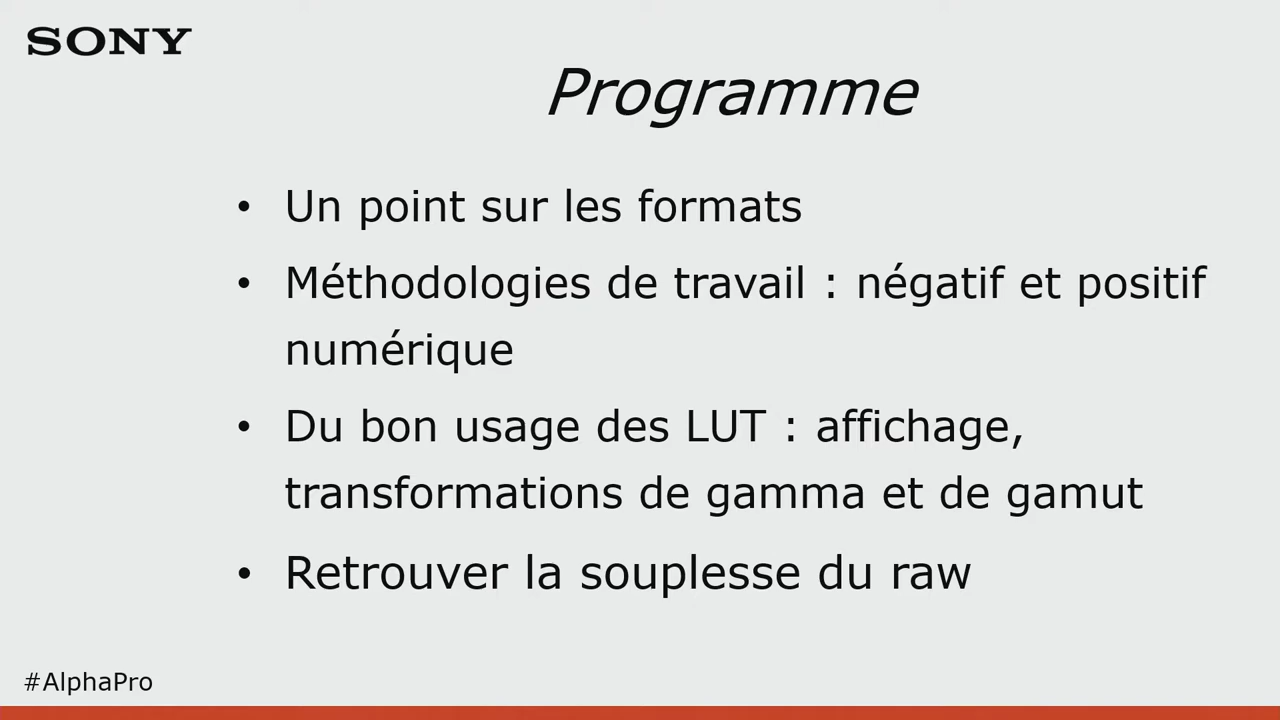 SONY
Programme
• Un point sur les formats
• Méthodologies de travail : négatif et positif
numérique
• Du bon usage des LUT : affichage,
transformations de gamma et de gamut
• Retrouver la souplesse du raw
#AlphaPro